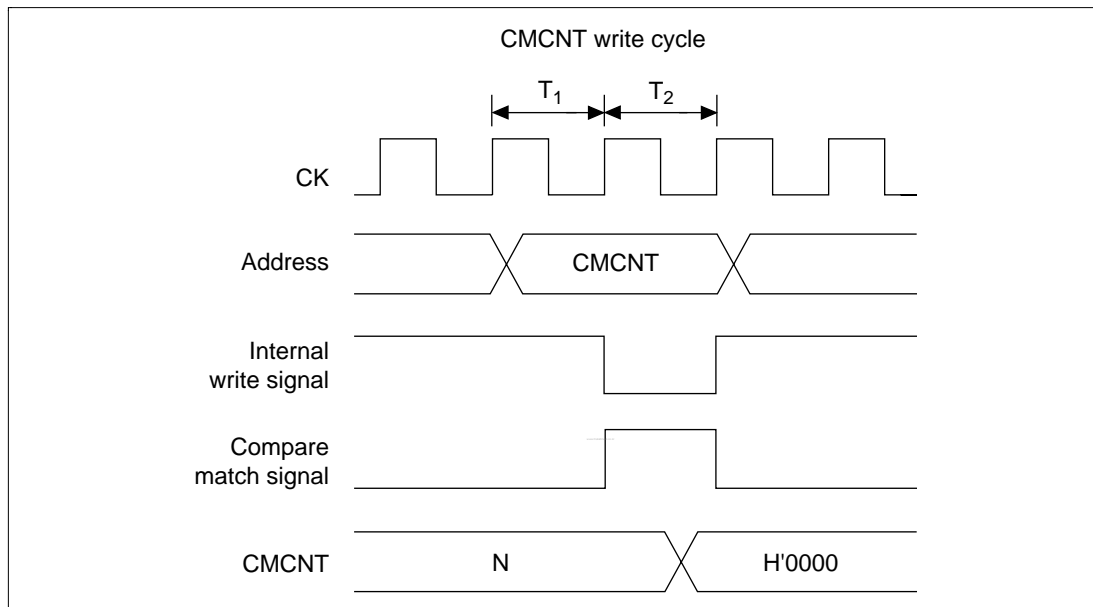 CMCNT write cycle
T1 T2
CK
Address CMCNT
Internal
write signal
Compare
match signal
CMCNT N H'0000